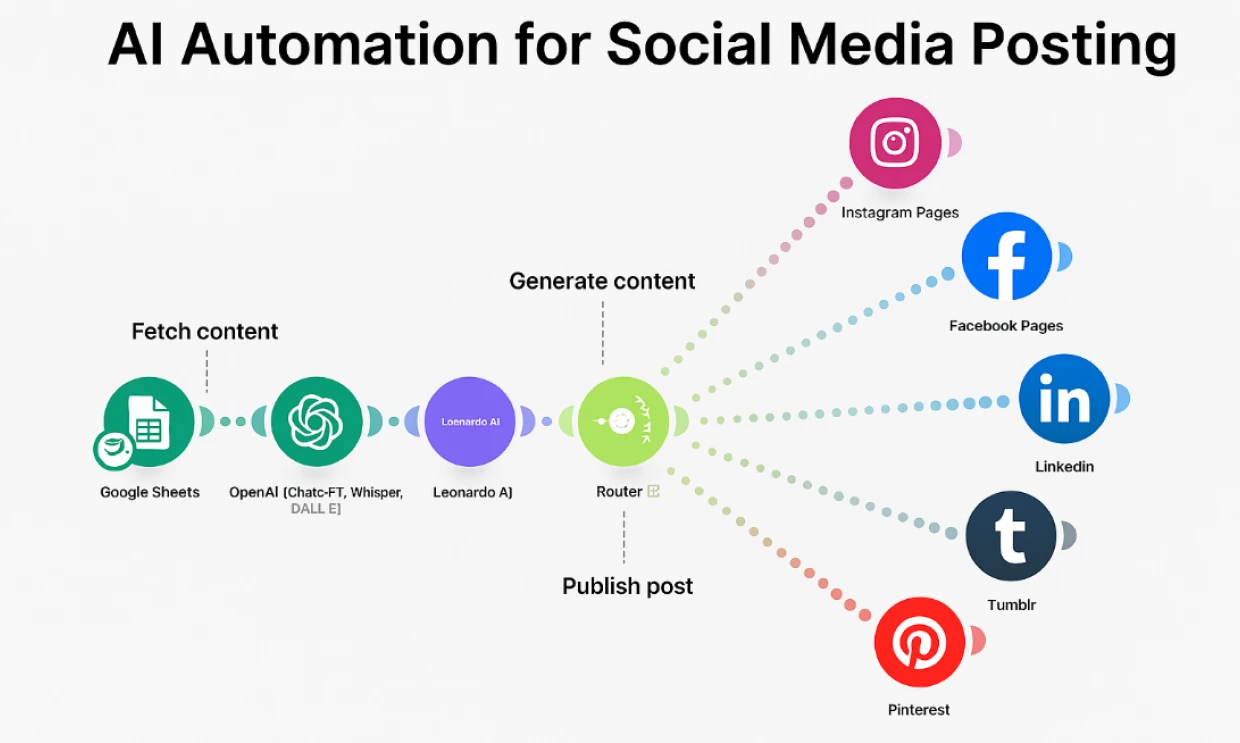 AI Automation for Social Media Posting
Instagram Pages
Facebook Pages
Generate content
Fetch content
Loenardo AI
Linkedin
Google Sheets
OpenAI [Chatc-FT, Whisper,
DALL E]
Leonardo A]
Router
Publish post
Tumblr
Pinterest